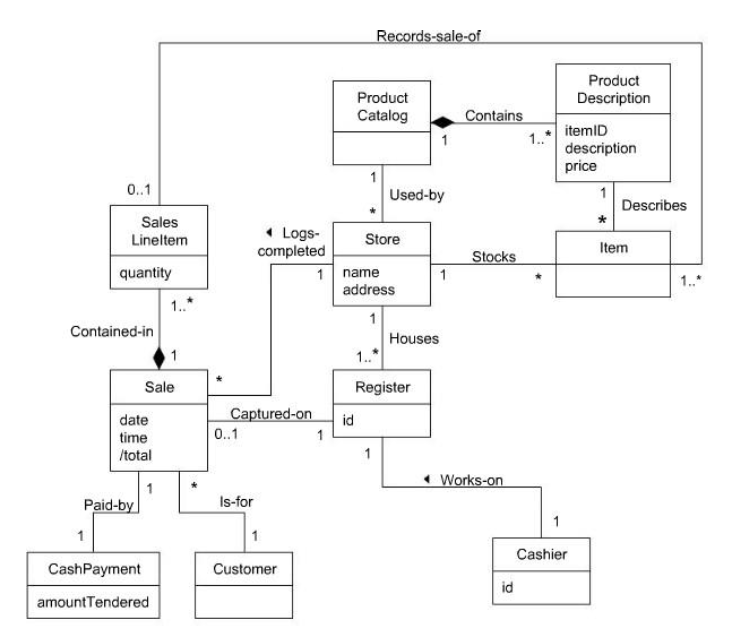 Records-sale-of
Product
Catalog
Product
Description
itemID
description
price
Contains
1
1..*
0..1
1
Used-by
*
1
Describes
*
Sales
LineItem
quantity
Logs-
completed
1
Store
name
address
Stocks
1
*
Item
1..*
1..*
Contained-in
1
1
Houses
1..*
Sale
date
time
/total
*
Captured-on
0..1
1
Register
id
1
Works-on
1
Paid-by
1
*
Is-for
1
1
CashPayment
amountTendered
Customer
Cashier
id